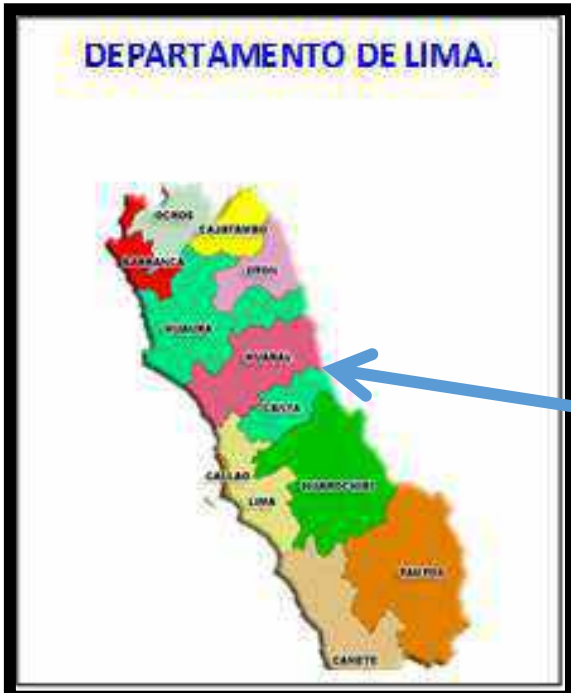 DEPARTAMENTO DE LIMA.
OCROS
CAJATAMBO
BARRANCA
OYON
HUAURA
HUARAL
CANTA
CALLAO
LIMA
HUAROCHIRI
YAUYOS
CAÑETE